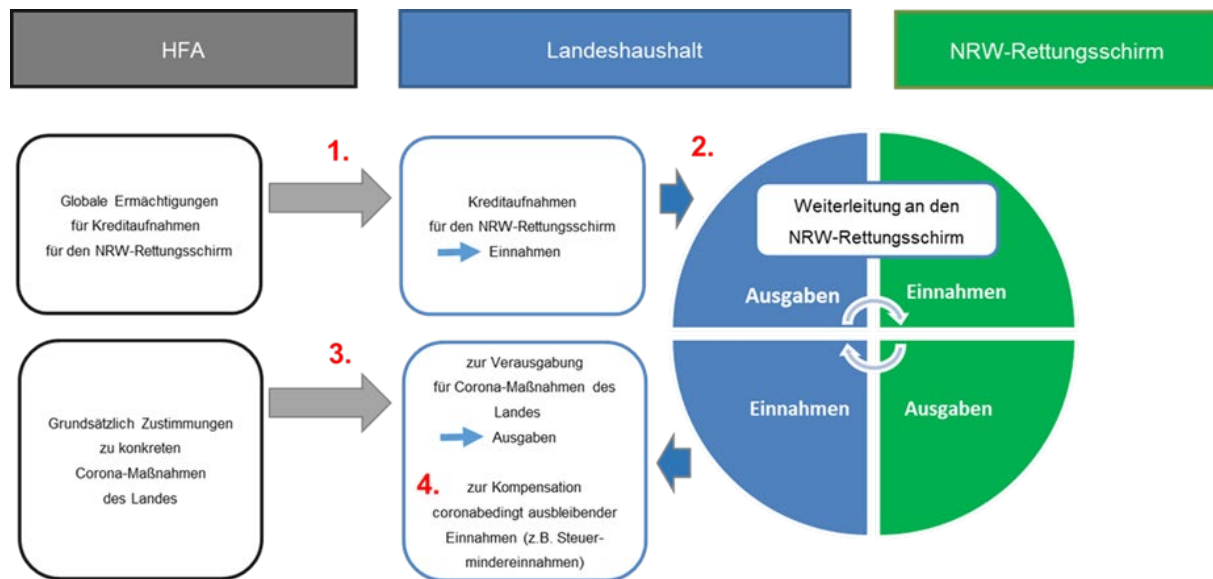 HFA
Landeshaushalt
NRW-Rettungsschirm
1.
2.
Globale Ermächtigungen
für Kreditaufnahmen
für den NRW-Rettungsschirm
Kreditaufnahmen
für den NRW-Rettungsschirm
Einnahmen
Weiterleitung an den
NRW-Rettungsschirm
Ausgaben
Einnahmen
3.
Grundsätzlich Zustimmungen
zu konkreten
Corona-Maßnahmen
des Landes
zur Verausgabung
für Corona-Maßnahmen des
Landes
Ausgaben
4.
zur Kompensation
coronabedingt ausbleibender
Einnahmen (z.B. Steuer-
mindereinnahmen)
Einnahmen
Ausgaben